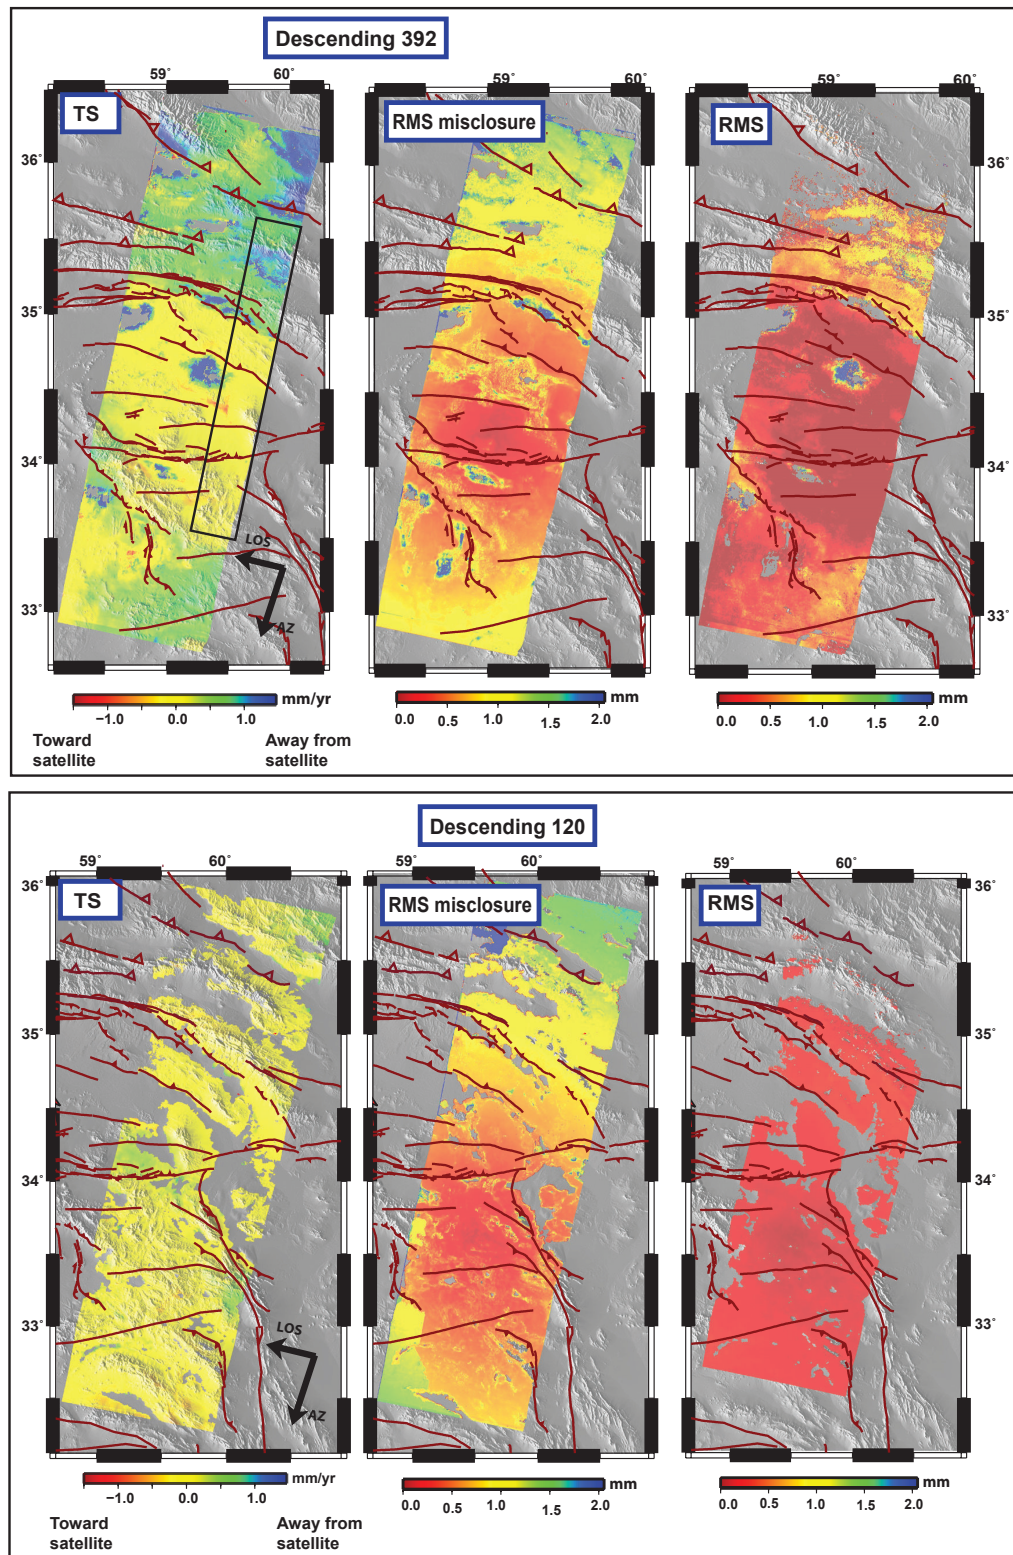 Descending 392
59° 60° 59° 60° 59° 60°
TS
RMS misclosure
RMS
36° 36°
35° 35°
34° 34°
33° 33°
LOS
AZ
−1.0 0.0 1.0 mm/yr
0.0 0.5 1.0 1.5 2.0 mm
0.0 0.5 1.0 1.5 2.0 mm
Toward satellite
Away from satellite
Descending 120
59° 60° 59° 60° 59° 60°
TS
RMS misclosure
RMS
36° 36°
35° 35°
34° 34°
33° 33°
LOS
AZ
−1.0 0.0 1.0 mm/yr
0.0 0.5 1.0 1.5 2.0 mm
0.0 0.5 1.0 1.5 2.0 mm
Toward satellite
Away from satellite